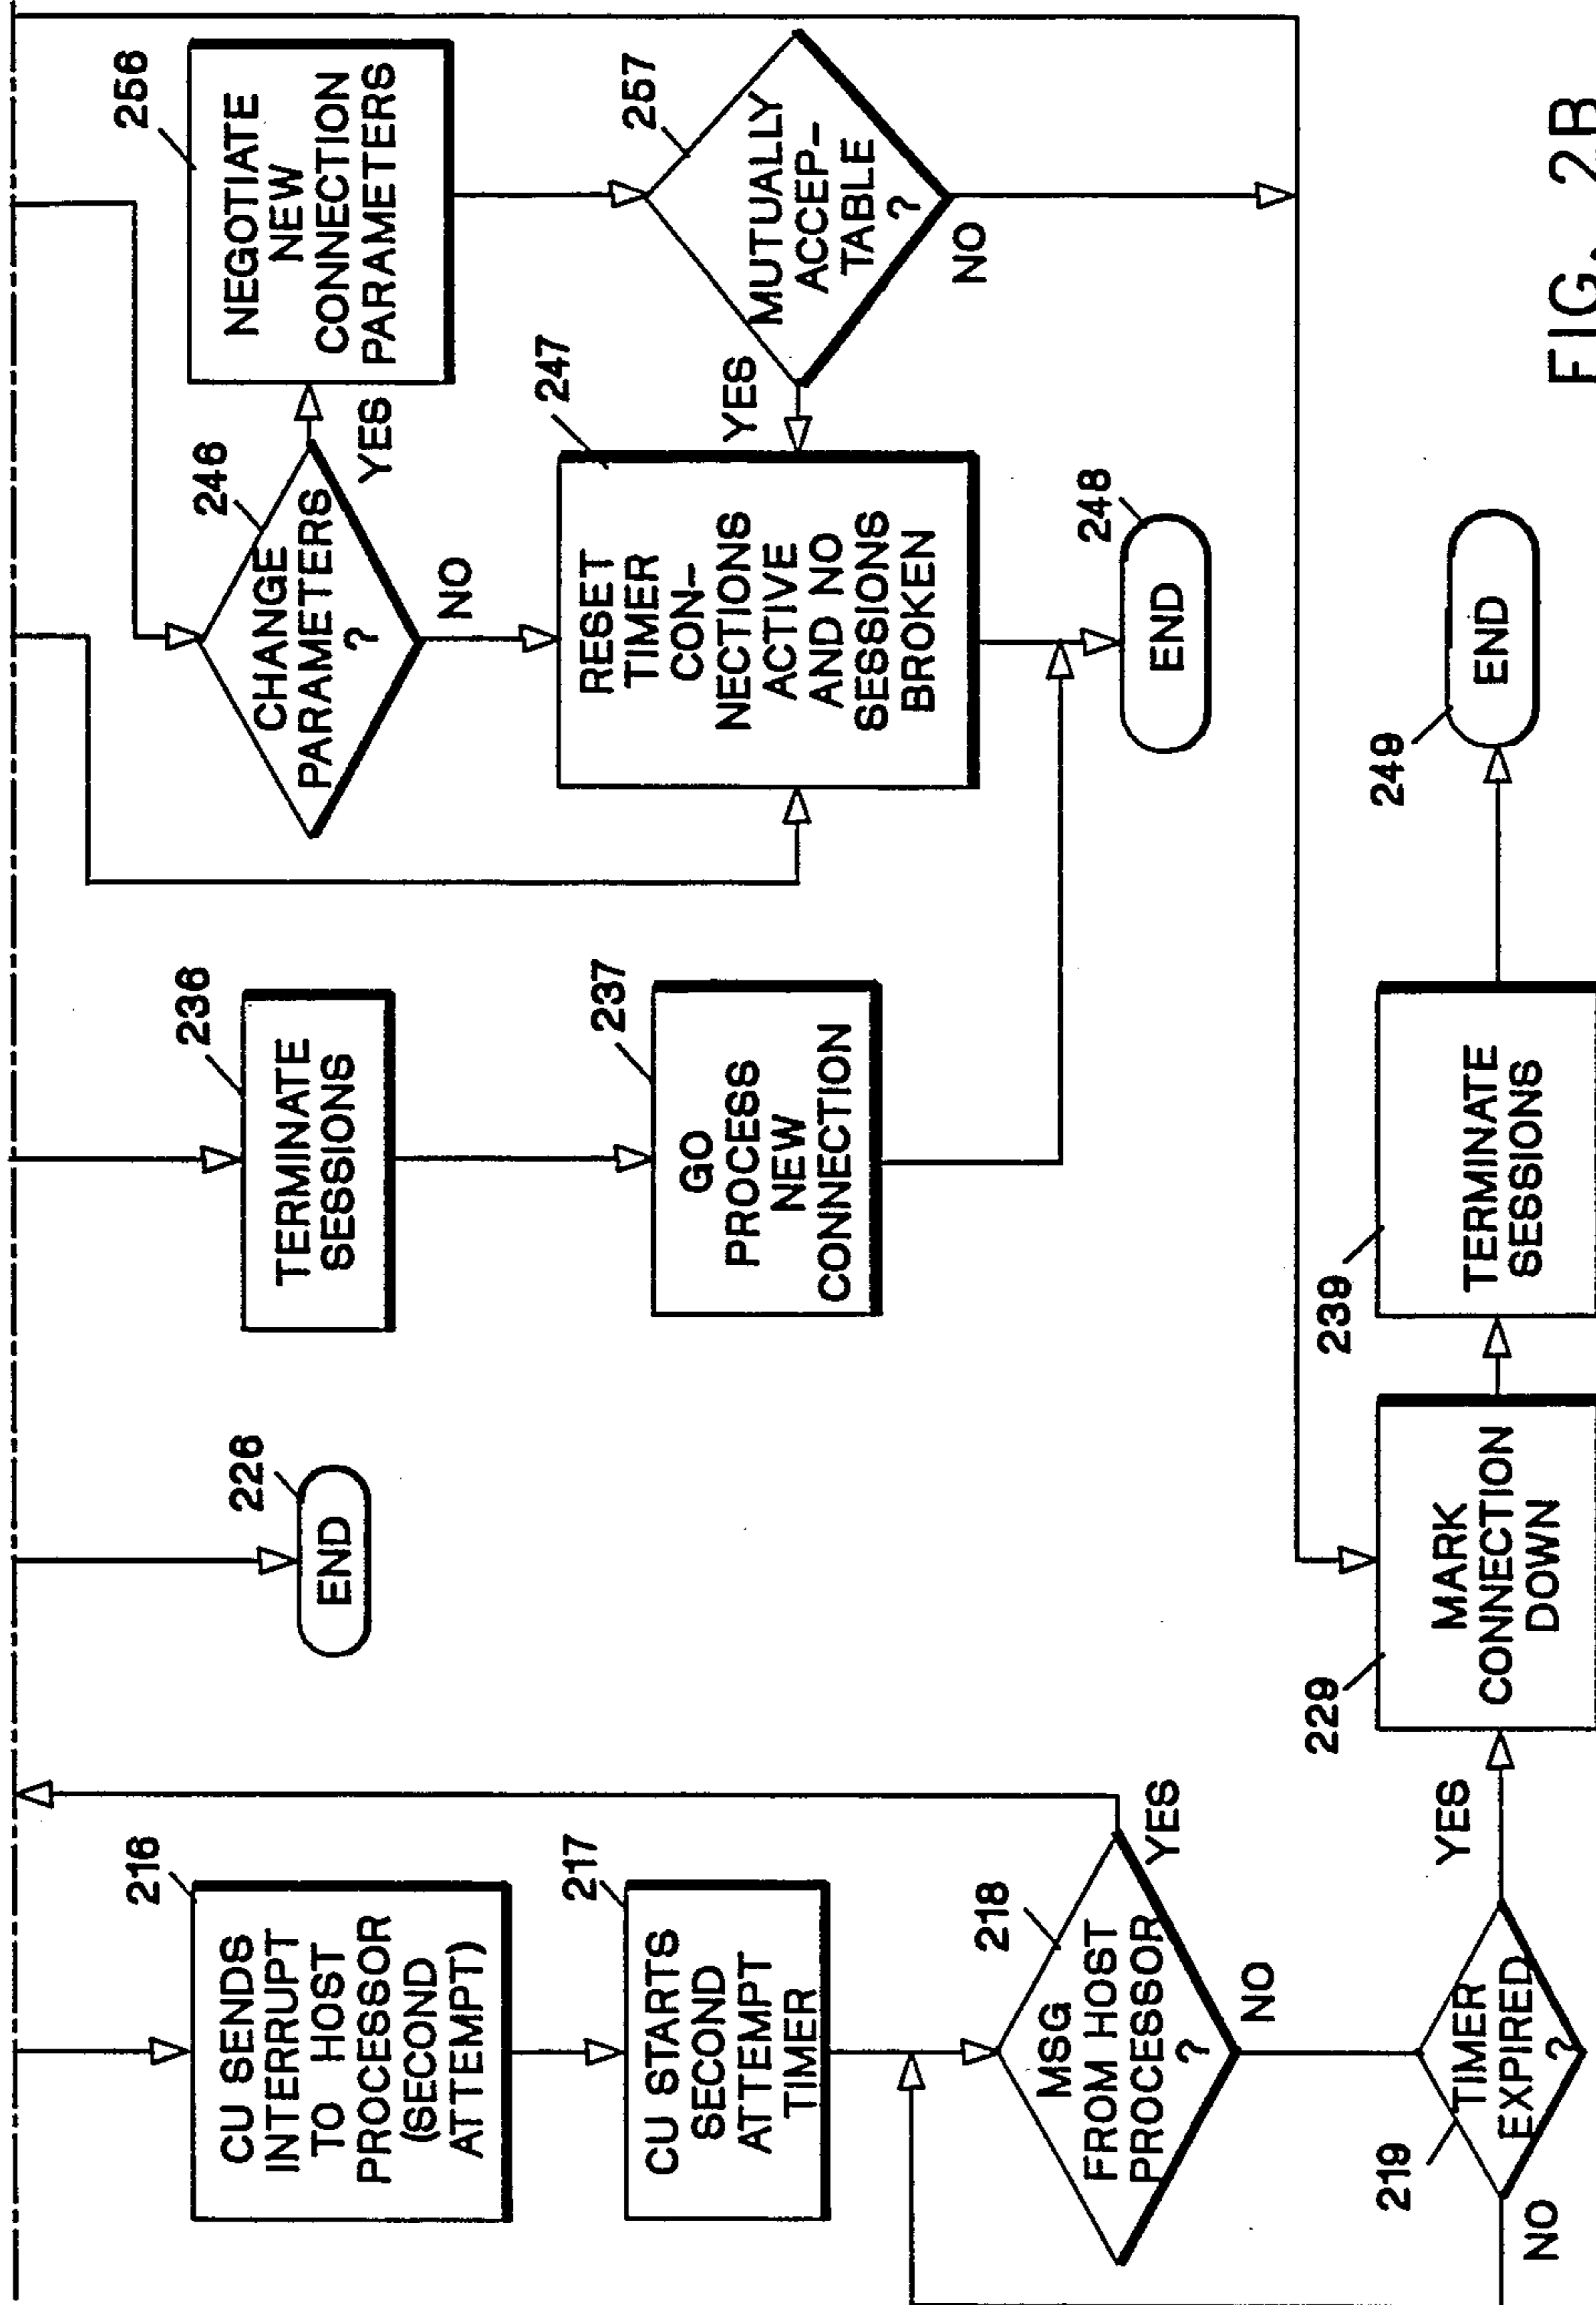 216
CU SENDS
INTERRUPT
TO HOST
PROCESSOR
(SECOND
ATTEMPT)
217
CU STARTS
SECOND
ATTEMPT
TIMER
218
MSG
FROM HOST
PROCESSOR
?
YES
NO
219
TIMER
EXPIRED
?
YES
NO
226
END
229
MARK
CONNECTION
DOWN
236
TERMINATE
SESSIONS
237
GO
PROCESS
NEW
CONNECTION
239
TERMINATE
SESSIONS
246
CHANGE
PARAMETERS
?
YES
NO
256
NEGOTIATE
NEW
CONNECTION
PARAMETERS
247
RESET
TIMER
CON-
NECTIONS
ACTIVE
AND NO
SESSIONS
BROKEN
257
MUTUALLY
ACCEP-
TABLE
?
YES
NO
248
END
249
END
FIG. 2B